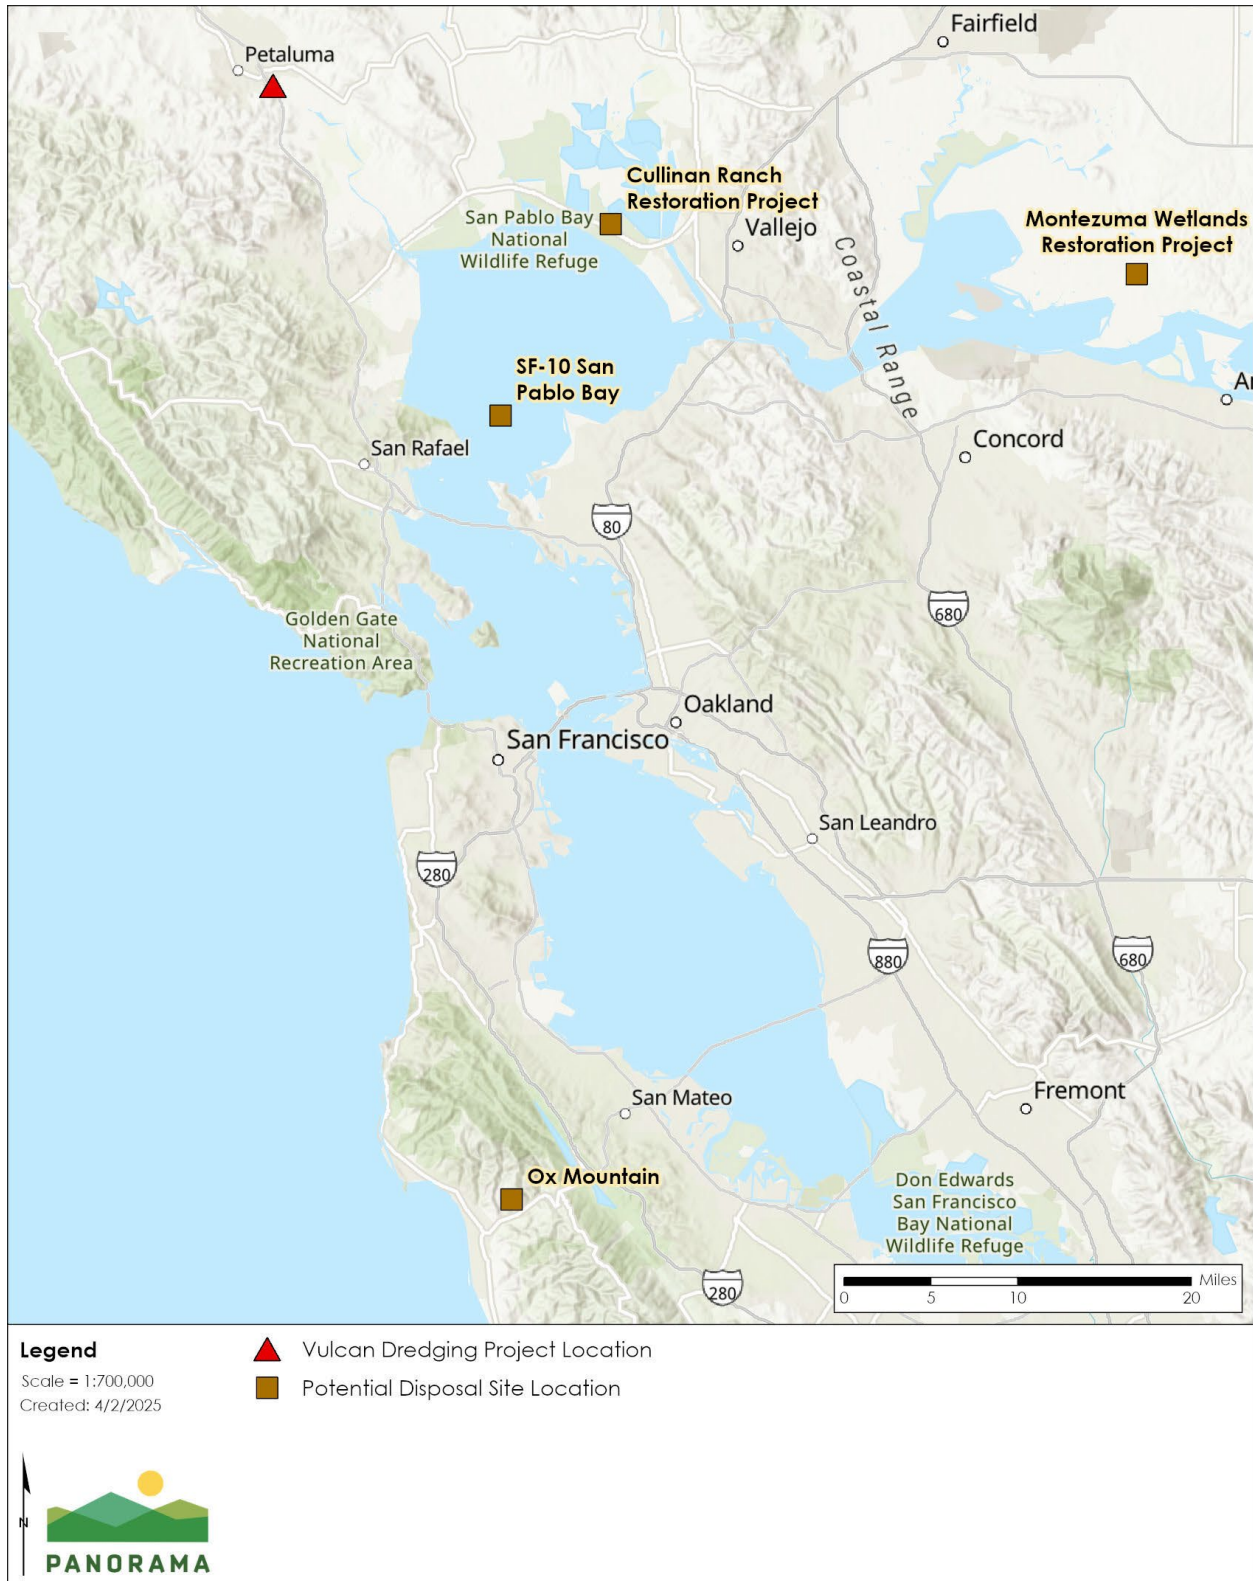 Fairfield
Petaluma
Cullinan Ranch
Restoration Project
San Pablo Bay
National
Wildlife Refuge
Vallejo
Montezuma Wetlands
Restoration Project
Coastal Range
SF-10 San
Pablo Bay
San Rafael
Concord
80
680
Golden Gate
National
Recreation Area
Oakland
San Francisco
San Leandro
280
880
680
San Mateo
Fremont
Ox Mountain
Don Edwards
San Francisco
Bay National
Wildlife Refuge
280
Miles
0 5 10 20
Legend
Scale = 1:700,000
Created: 4/2/2025
Vulcan Dredging Project Location
Potential Disposal Site Location
N
PANORAMA